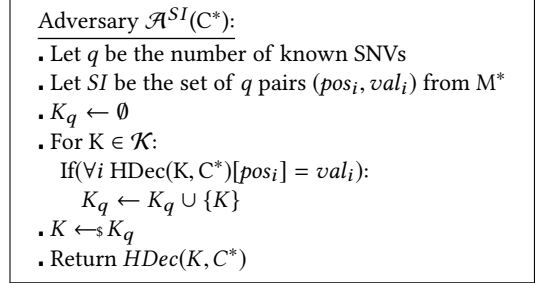 Adversary 𝒜^{SI}(C*):
▪ Let q be the number of known SNVs
▪ Let SI be the set of q pairs (pos_i, val_i) from M*
▪ K_q ← ∅
▪ For K ∈ 𝒦:
If(∀i HDec(K, C*)[pos_i] = val_i):
K_q ← K_q ∪ {K}
▪ K ←$ K_q
▪ Return HDec(K, C*)